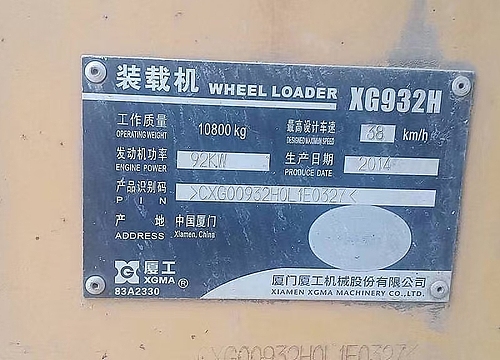 装载机 WHEEL LOADER XG932H
工作质量 10800 kg 最高设计车速 38 km/h
OPERATING WEIGHT DESIGNED MAXIMUM SPEED
发动机功率 92KW 生产日期 2014
ENGINE POWER PRODUCE DATE
产品识别码 >CXG00932H0L1E0327<
PIN
产地 中国厦门
ADDRESS Xiamen, China
XG 厦工
XGMA ®
83A2330
厦门厦工机械股份有限公司
XIAMEN XGMA MACHINERY CO.,LTD.
CXG00932H0L1E0327<